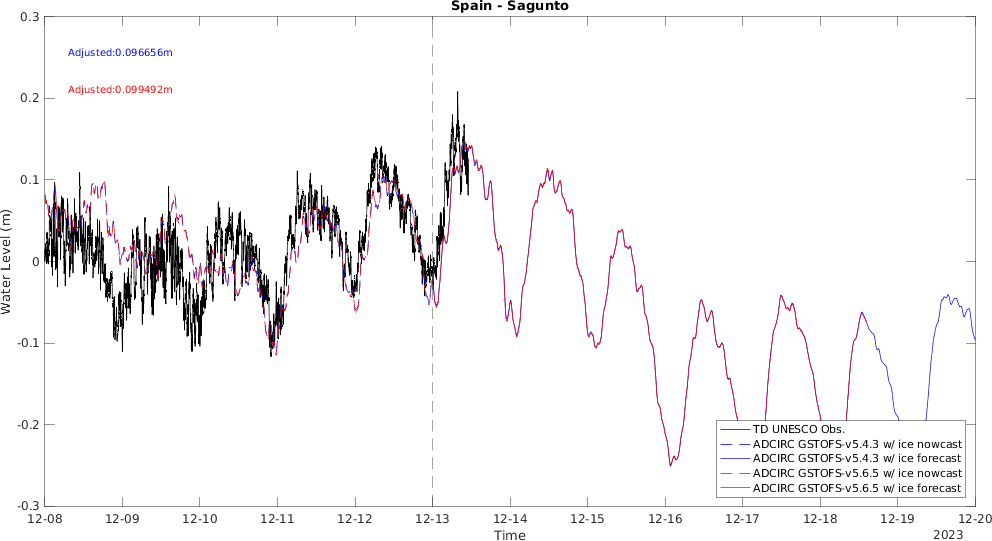 Spain - Sagunto
Adjusted:0.096656m
Adjusted:0.099492m
Water Level (m)
0.3
0.2
0.1
0
-0.1
-0.2
-0.3
TD UNESCO Obs.
ADCIRC GSTOFS-v5.4.3 w/ ice nowcast
ADCIRC GSTOFS-v5.4.3 w/ ice forecast
ADCIRC GSTOFS-v5.6.5 w/ ice nowcast
ADCIRC GSTOFS-v5.6.5 w/ ice forecast
12-08 12-09 12-10 12-11 12-12 12-13 12-14 12-15 12-16 12-17 12-18 12-19 12-20
Time
2023